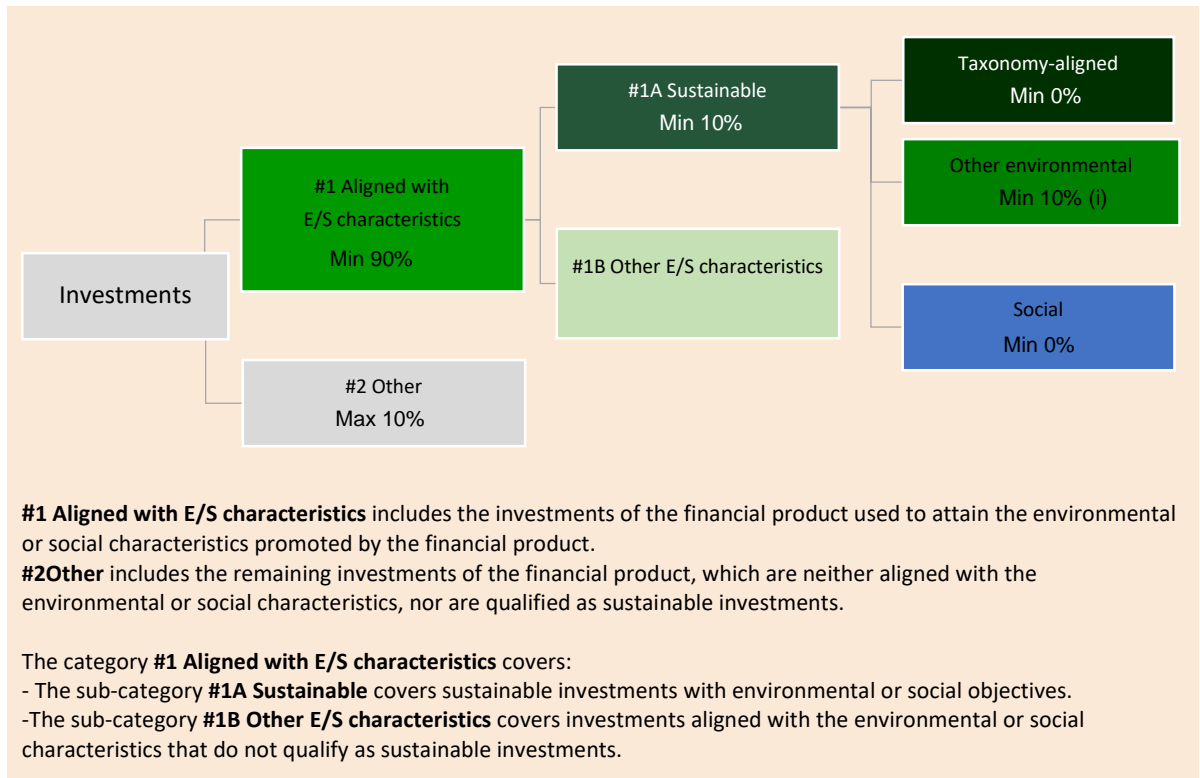 Investments
#1 Aligned with
E/S characteristics
Min 90%
#2 Other
Max 10%
#1A Sustainable
Min 10%
#1B Other E/S characteristics
Taxonomy-aligned
Min 0%
Other environmental
Min 10% (i)
Social
Min 0%
#1 Aligned with E/S characteristics includes the investments of the financial product used to attain the environmental
or social characteristics promoted by the financial product.
#2Other includes the remaining investments of the financial product, which are neither aligned with the
environmental or social characteristics, nor are qualified as sustainable investments.
The category #1 Aligned with E/S characteristics covers:
- The sub-category #1A Sustainable covers sustainable investments with environmental or social objectives.
-The sub-category #1B Other E/S characteristics covers investments aligned with the environmental or social
characteristics that do not qualify as sustainable investments.